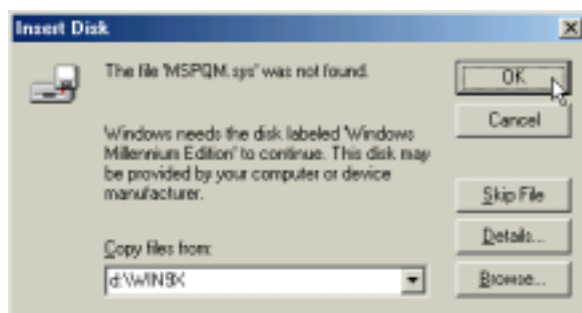 Insert Disk
The file 'MSPQM.sys' was not found.
OK
Windows needs the disk labeled 'Windows
Millennium Edition' to continue. This disk may
be provided by your computer or device
manufacturer.
Cancel
Skip File
Details...
Copy files from:
d:\WIN9X
Browse...